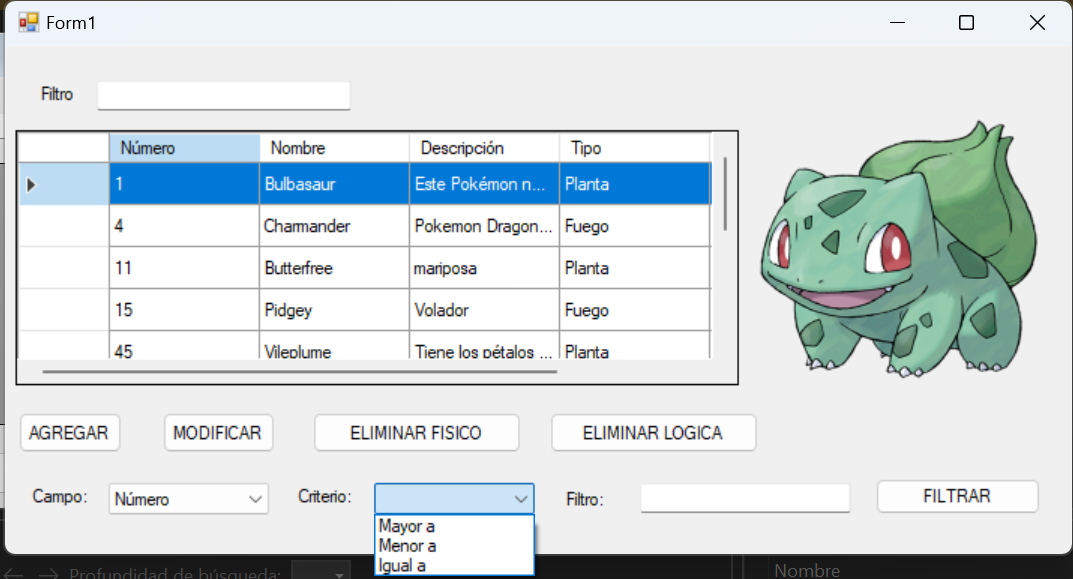 Form1
Filtro
Número Nombre Descripción Tipo
1 Bulbasaur Este Pokémon n... Planta
4 Chamander Pokemon Dragon... Fuego
11 Butterfree mariposa Planta
15 Pidgey Volador Fuego
45 Vileplume Tiene los pétalos ... Planta
AGREGAR MODIFICAR ELIMINAR FISICO ELIMINAR LOGICA
Campo: Número Criterio: Filtro: FILTRAR
Mayor a
Menor a
Igual a
Profundidad de búsqueda: Nombre